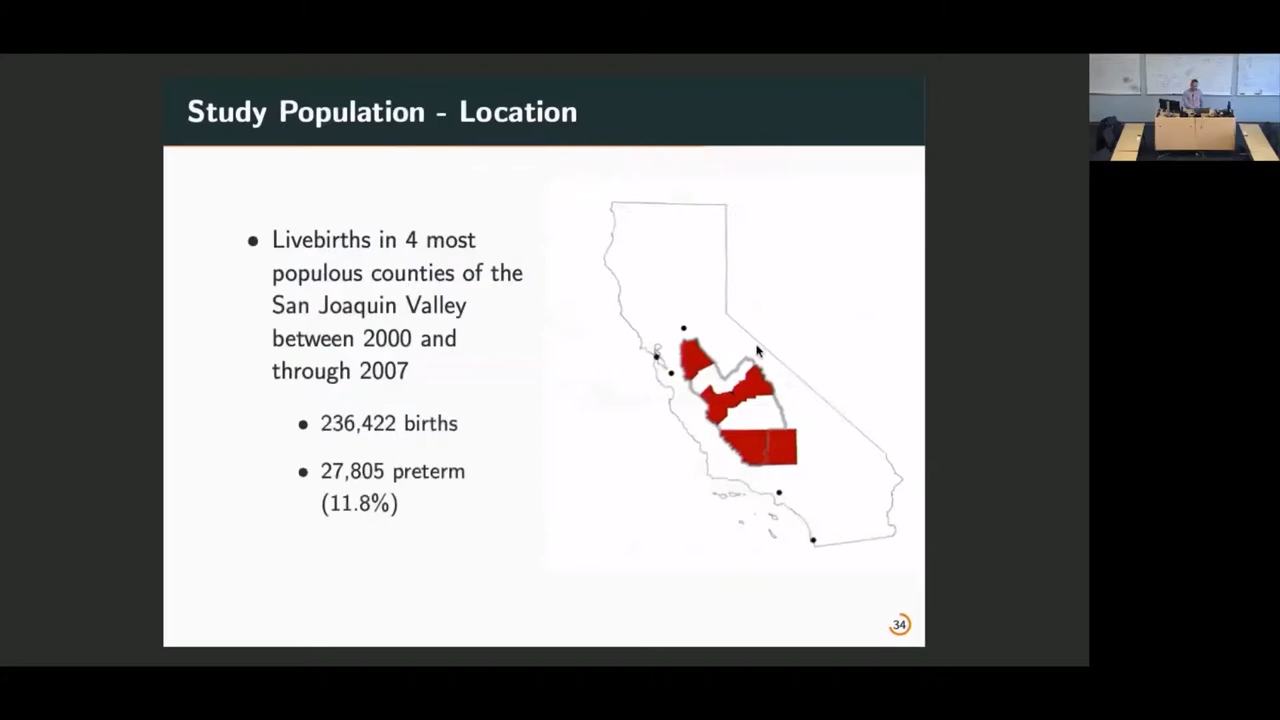 Study Population - Location
• Livebirths in 4 most
populous counties of the
San Joaquin Valley
between 2000 and
through 2007
• 236,422 births
• 27,805 preterm
(11.8%)
34